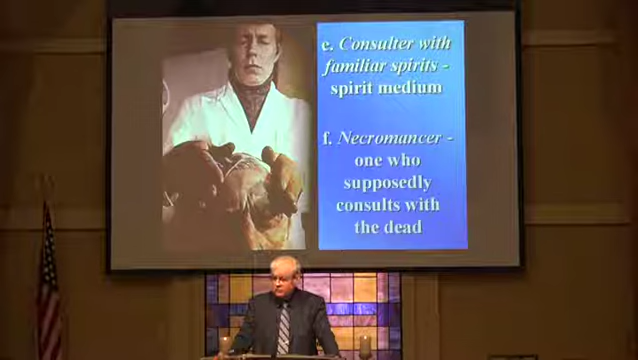 e. Consulter with
familiar spirits -
spirit medium
f. Necromancer -
one who
supposedly
consults with
the dead